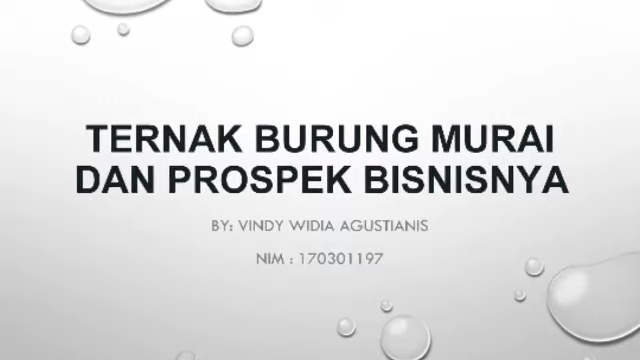 TERNAK BURUNG MURAI
DAN PROSPEK BISNISNYA
BY: VINDY WIDIA AGUSTIANIS
NIM : 170301197